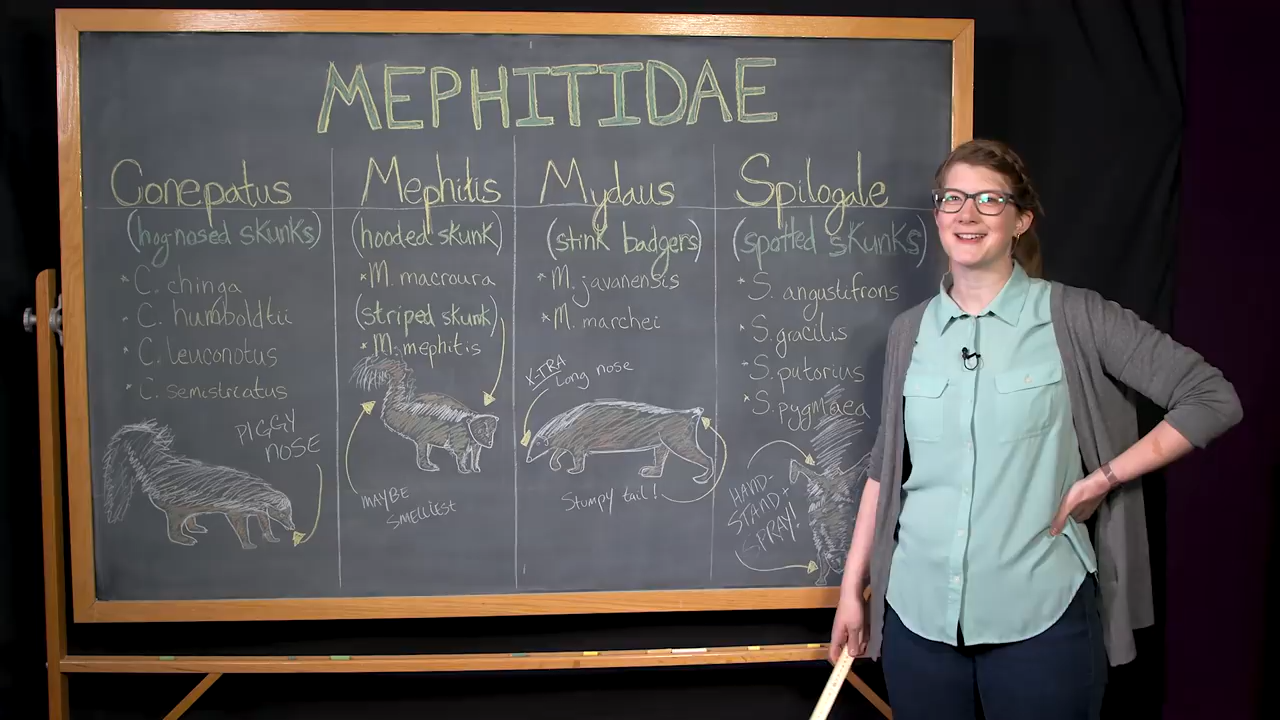 MEPHITIDAE
Conepatus
(hog-nosed skunks)
* C. chinga
* C. humboldtii
* C. leuconotus
* C. semistriatus
PIGGY
NOSE
Mephitis
(hooded skunk)
* M. macroura
(striped skunk)
* M. mephitis
MAYBE
SMELLIEST
Mydaus
(stink badgers)
* M. javanensis
* M. marchei
X-TRA
Long nose
Stumpy tail!
Spilogale
(spotted skunks)
* S. angustifrons
* S. gracilis
* S. putorius
* S. pygmaea
HAND-
STAND +
SPRAY!